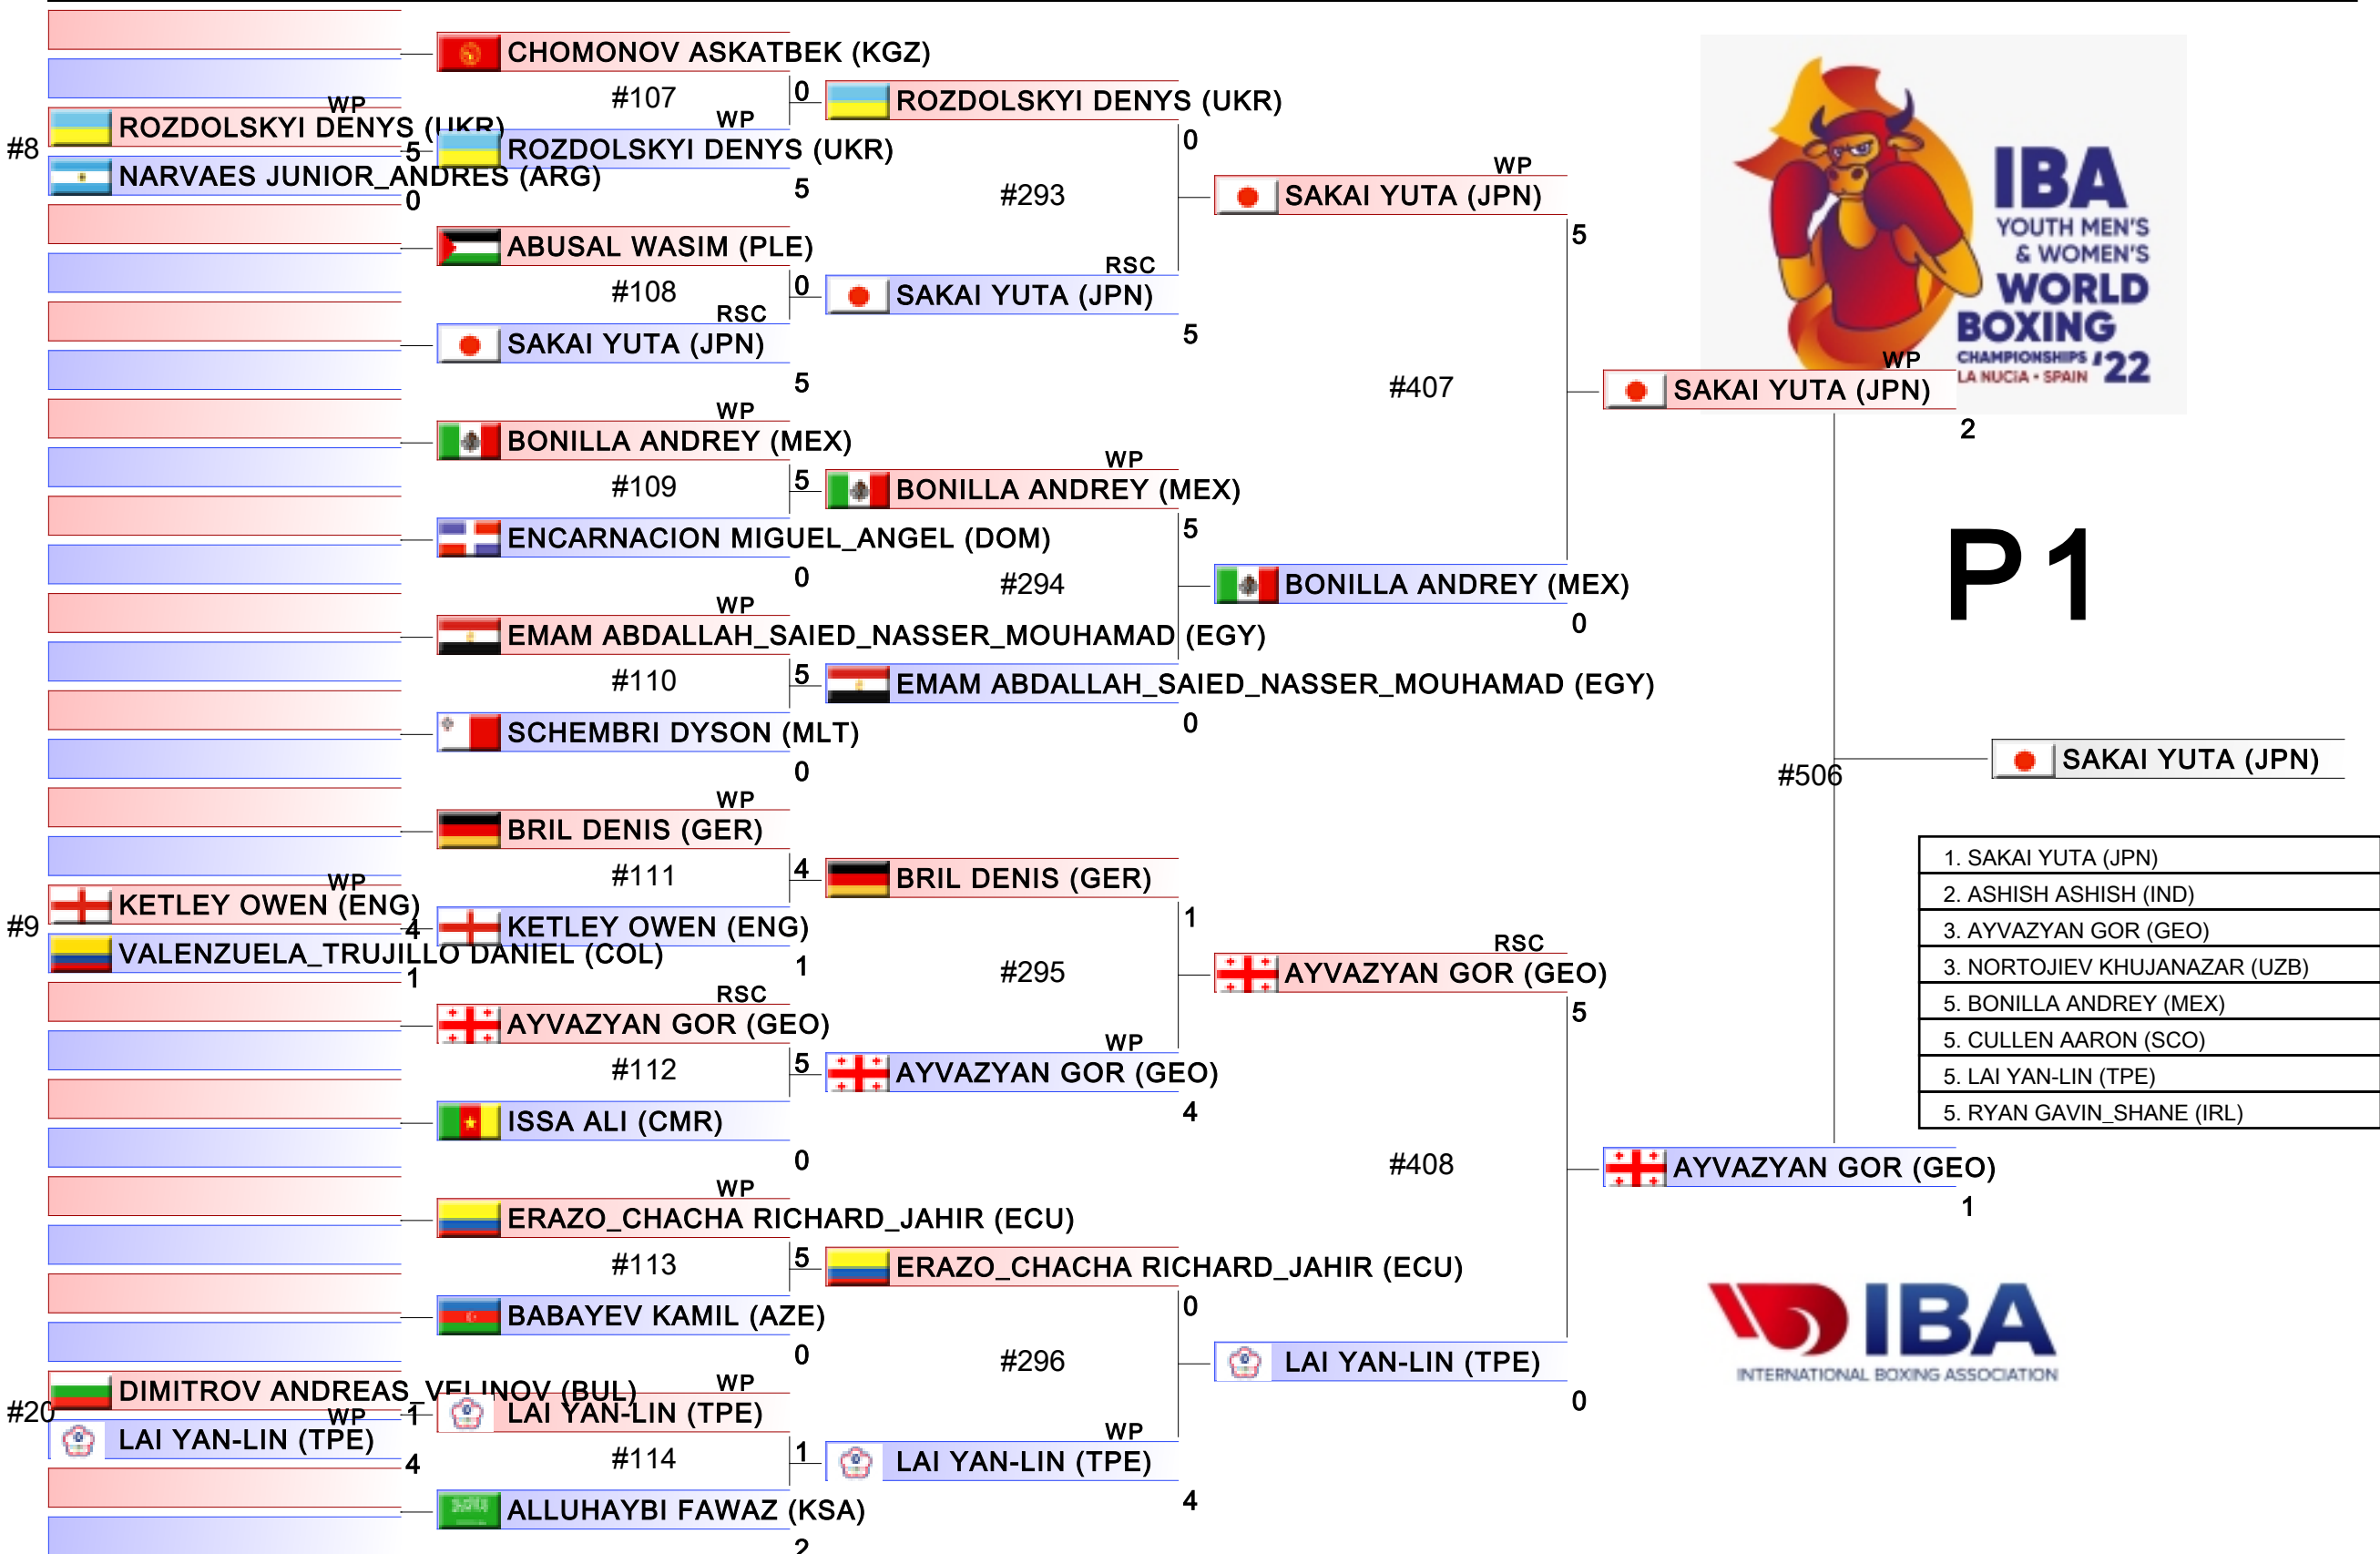 CHOMONOV ASKATBEK (KGZ)
#107
0
WP
ROZDOLSKYI DENYS (UKR)
5
#8
WP
ROZDOLSKYI DENYS (UKR)
5
NARVAES JUNIOR_ANDRES (ARG)
0
ABUSAL WASIM (PLE)
#108
0
RSC
SAKAI YUTA (JPN)
5
WP
BONILLA ANDREY (MEX)
#109
5
ENCARNACION MIGUEL_ANGEL (DOM)
0
WP
EMAM ABDALLAH_SAIED_NASSER_MOUHAMAD (EGY)
#110
5
SCHEMBRI DYSON (MLT)
0
WP
BRIL DENIS (GER)
#111
4
KETLEY OWEN (ENG)
1
#9
WP
KETLEY OWEN (ENG)
4
VALENZUELA_TRUJILLO DANIEL (COL)
1
RSC
AYVAZYAN GOR (GEO)
#112
5
ISSA ALI (CMR)
0
WP
ERAZO_CHACHA RICHARD_JAHIR (ECU)
#113
5
BABAYEV KAMIL (AZE)
0
#20
DIMITROV ANDREAS_VELINOV (BUL)
1
WP
LAI YAN-LIN (TPE)
4
WP
LAI YAN-LIN (TPE)
#114
1
ALLUHAYBI FAWAZ (KSA)
2
ROZDOLSKYI DENYS (UKR)
0
#293
RSC
SAKAI YUTA (JPN)
5
WP
BONILLA ANDREY (MEX)
5
#294
EMAM ABDALLAH_SAIED_NASSER_MOUHAMAD (EGY)
0
BRIL DENIS (GER)
1
#295
WP
AYVAZYAN GOR (GEO)
4
ERAZO_CHACHA RICHARD_JAHIR (ECU)
0
#296
WP
LAI YAN-LIN (TPE)
4
WP
SAKAI YUTA (JPN)
5
#407
BONILLA ANDREY (MEX)
0
RSC
AYVAZYAN GOR (GEO)
5
#408
LAI YAN-LIN (TPE)
0
IBA
YOUTH MEN'S
& WOMEN'S
WORLD
BOXING
CHAMPIONSHIPS '22
LA NUCIA • SPAIN
WP
SAKAI YUTA (JPN)
2
P1
#506
SAKAI YUTA (JPN)
AYVAZYAN GOR (GEO)
1
1. SAKAI YUTA (JPN)
2. ASHISH ASHISH (IND)
3. AYVAZYAN GOR (GEO)
3. NORTOJIEV KHUJANAZAR (UZB)
5. BONILLA ANDREY (MEX)
5. CULLEN AARON (SCO)
5. LAI YAN-LIN (TPE)
5. RYAN GAVIN_SHANE (IRL)
IBA
INTERNATIONAL BOXING ASSOCIATION